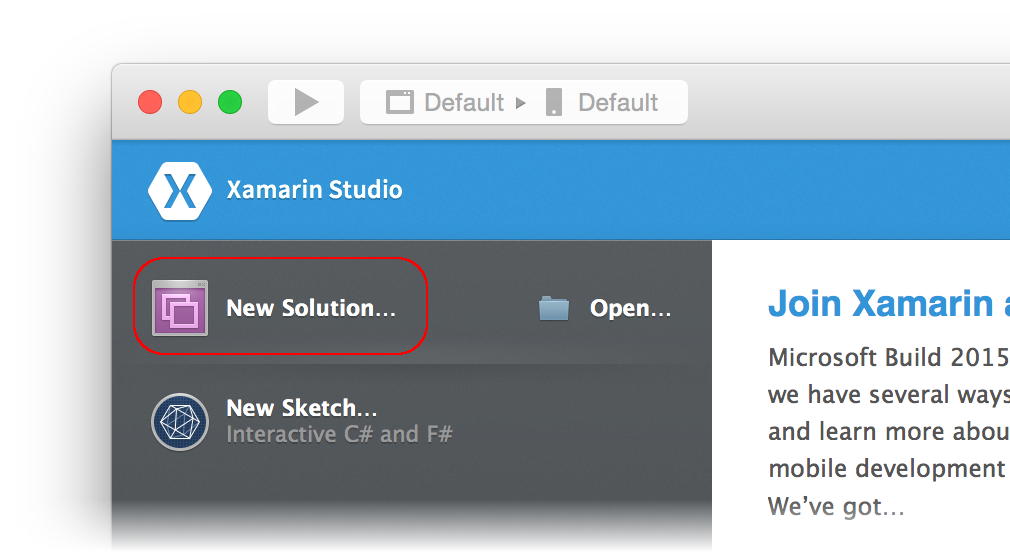 Default ▸ Default
Xamarin Studio
New Solution...
Open...
New Sketch...
Interactive C# and F#
Join Xamarin
Microsoft Build 2015
we have several ways
and learn more abou
mobile development
We’ve got...